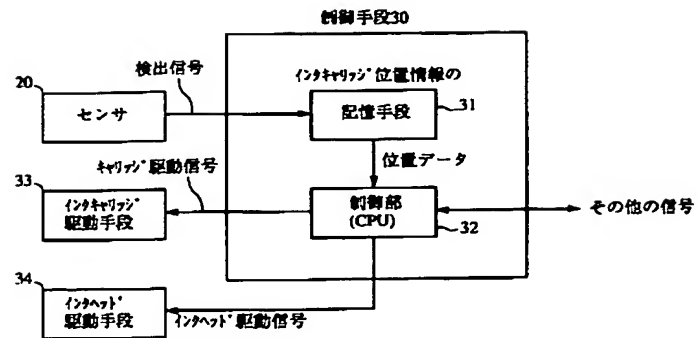 制御手段30
20
センサ
検出信号
インクキャリッジ位置情報の
記憶手段
31
位置データ
33
インクキャリッジ
駆動手段
キャリッジ駆動信号
制御部
(CPU)
32
その他の信号
34
インクヘッド
駆動手段
インクヘッド駆動信号